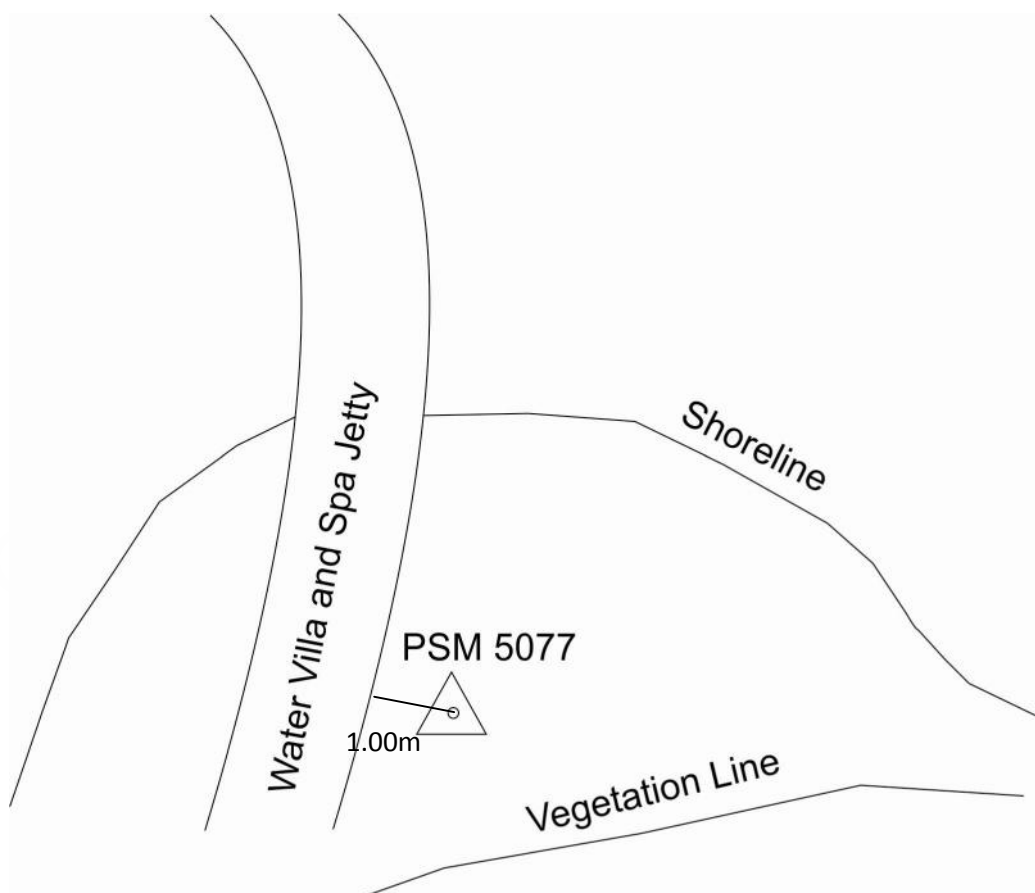 Shoreline
Water Villa and Spa Jetty
PSM 5077
1.00m
Vegetation Line